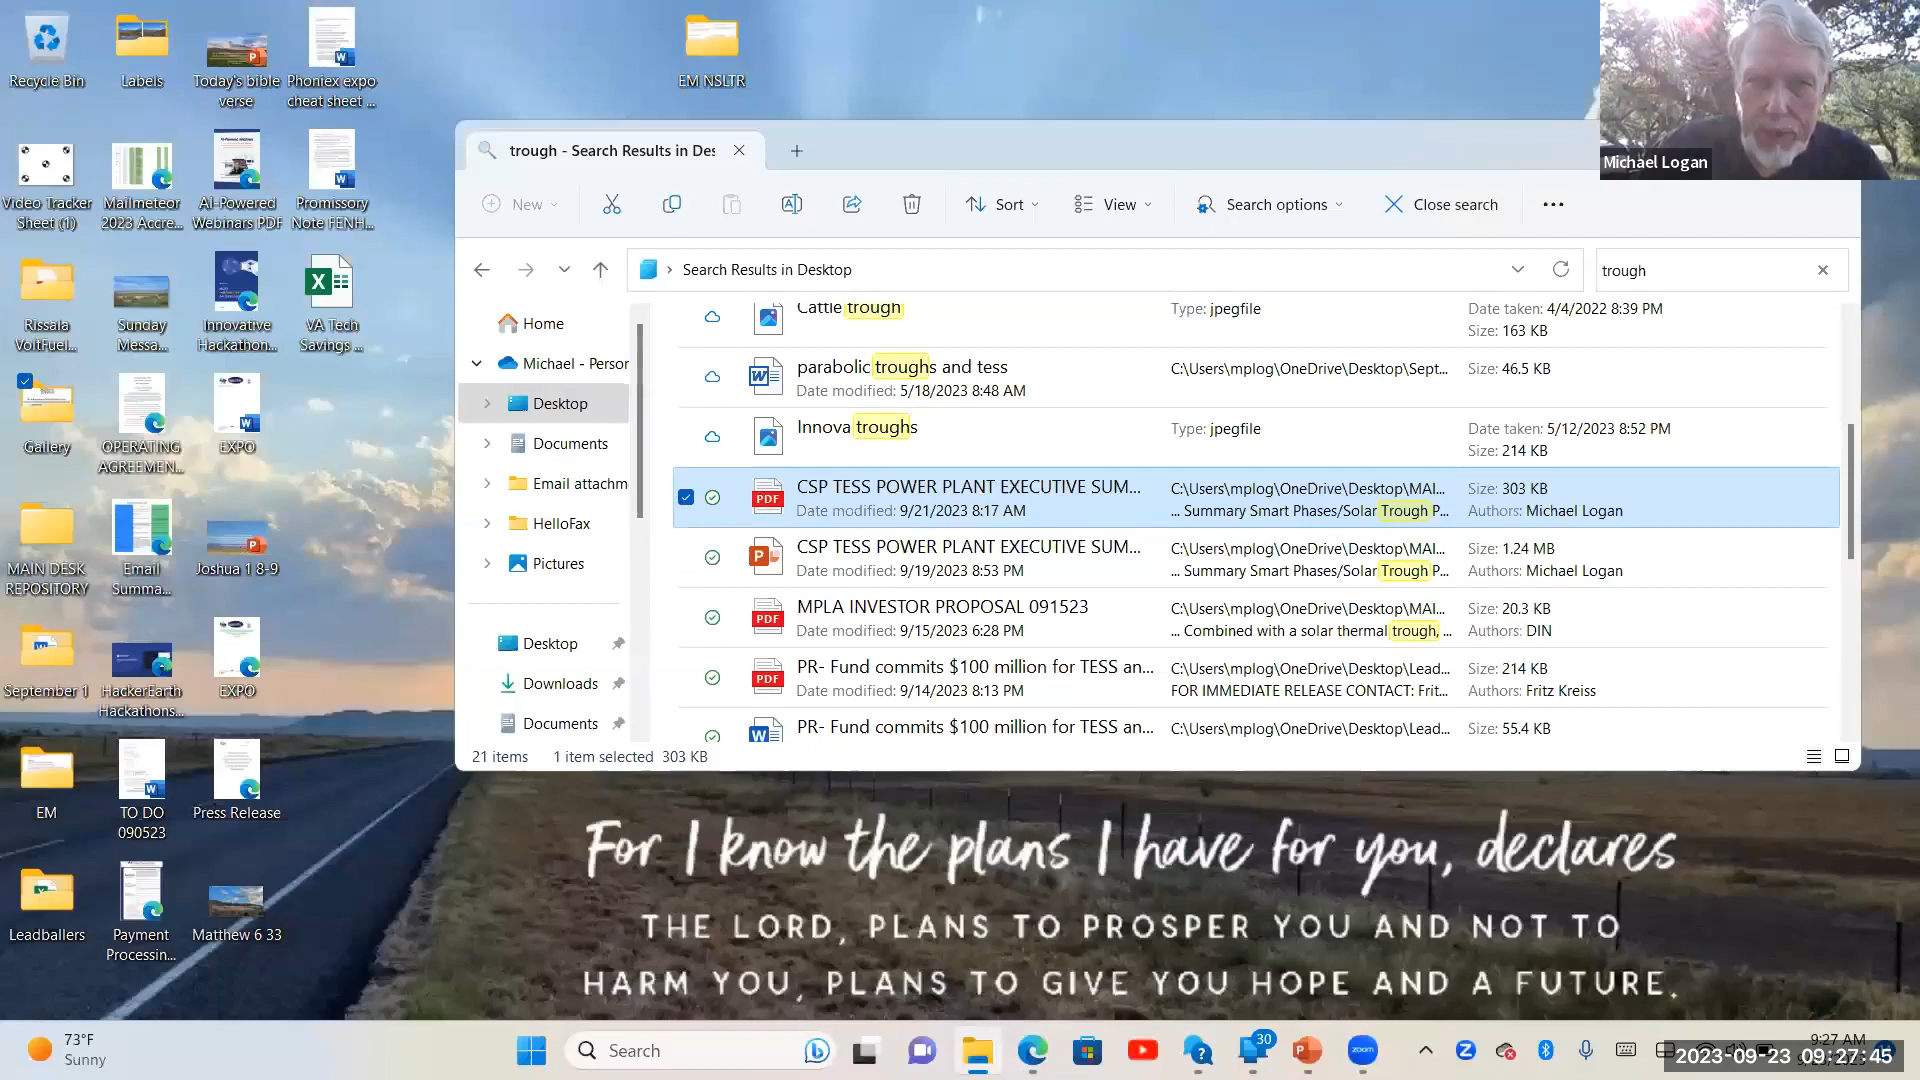 Recycle Bin
Labels
Today's bible
verse
Phoniex expo
cheat sheet ...
EM NSLTR
Video Tracker
Sheet (1)
Mailmeteor
2023 Accre...
AI-Powered
Webinars PDF
Promissory
Note FENH...
Rissala
VoltFuel...
Sunday
Messa...
Innovative
Hackathon...
VA Tech
Savings ...
Gallery
OPERATING
AGREEMEN...
EXPO
MAIN DESK
REPOSITORY
Email
Summa...
Joshua 1 8-9
September 1
HackerEarth
Hackathons...
EXPO
EM
TO DO
090523
Press Release
Leadballers
Payment
Processin...
Matthew 6 33
Michael Logan
trough - Search Results in Des
New
Sort
View
Search options
Close search
Search Results in Desktop
trough
Home
Michael - Person
Desktop
Documents
Email attachm
HelloFax
Pictures
Desktop
Downloads
Documents
Cattle trough
Type: jpegfile
Date taken: 4/4/2022 8:39 PM
Size: 163 KB
parabolic troughs and tess
Date modified: 5/18/2023 8:48 AM
C:\Users\mplog\OneDrive\Desktop\Sept...
Size: 46.5 KB
Innova troughs
Type: jpegfile
Date taken: 5/12/2023 8:52 PM
Size: 214 KB
CSP TESS POWER PLANT EXECUTIVE SUM...
Date modified: 9/21/2023 8:17 AM
C:\Users\mplog\OneDrive\Desktop\MAI...
... Summary Smart Phases/Solar Trough P...
Size: 303 KB
Authors: Michael Logan
CSP TESS POWER PLANT EXECUTIVE SUM...
Date modified: 9/19/2023 8:53 PM
C:\Users\mplog\OneDrive\Desktop\MAI...
... Summary Smart Phases/Solar Trough P...
Size: 1.24 MB
Authors: Michael Logan
MPLA INVESTOR PROPOSAL 091523
Date modified: 9/15/2023 6:28 PM
C:\Users\mplog\OneDrive\Desktop\MAI...
... Combined with a solar thermal trough, ...
Size: 20.3 KB
Authors: DIN
PR- Fund commits $100 million for TESS an...
Date modified: 9/14/2023 8:13 PM
C:\Users\mplog\OneDrive\Desktop\Lead...
FOR IMMEDIATE RELEASE CONTACT: Frit...
Size: 214 KB
Authors: Fritz Kreiss
PR- Fund commits $100 million for TESS an...
C:\Users\mplog\OneDrive\Desktop\Lead...
Size: 55.4 KB
21 items
1 item selected 303 KB
For I know the plans I have for you, declares
THE LORD, PLANS TO PROSPER YOU AND NOT TO
HARM YOU, PLANS TO GIVE YOU HOPE AND A FUTURE.
73°F
Sunny
Search
30
zoom
9:27 AM
2023-09-23 09:27:45